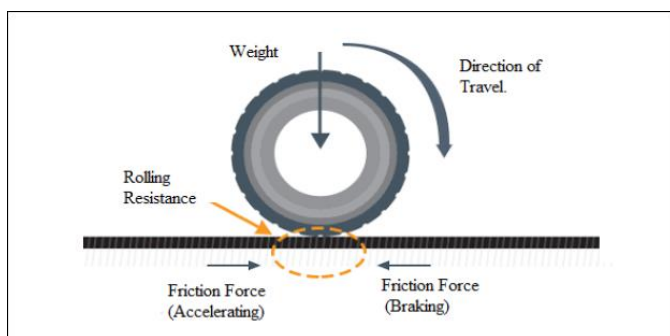 Weight
Direction of
Travel.
Rolling
Resistance
Friction Force
(Accelerating)
Friction Force
(Braking)